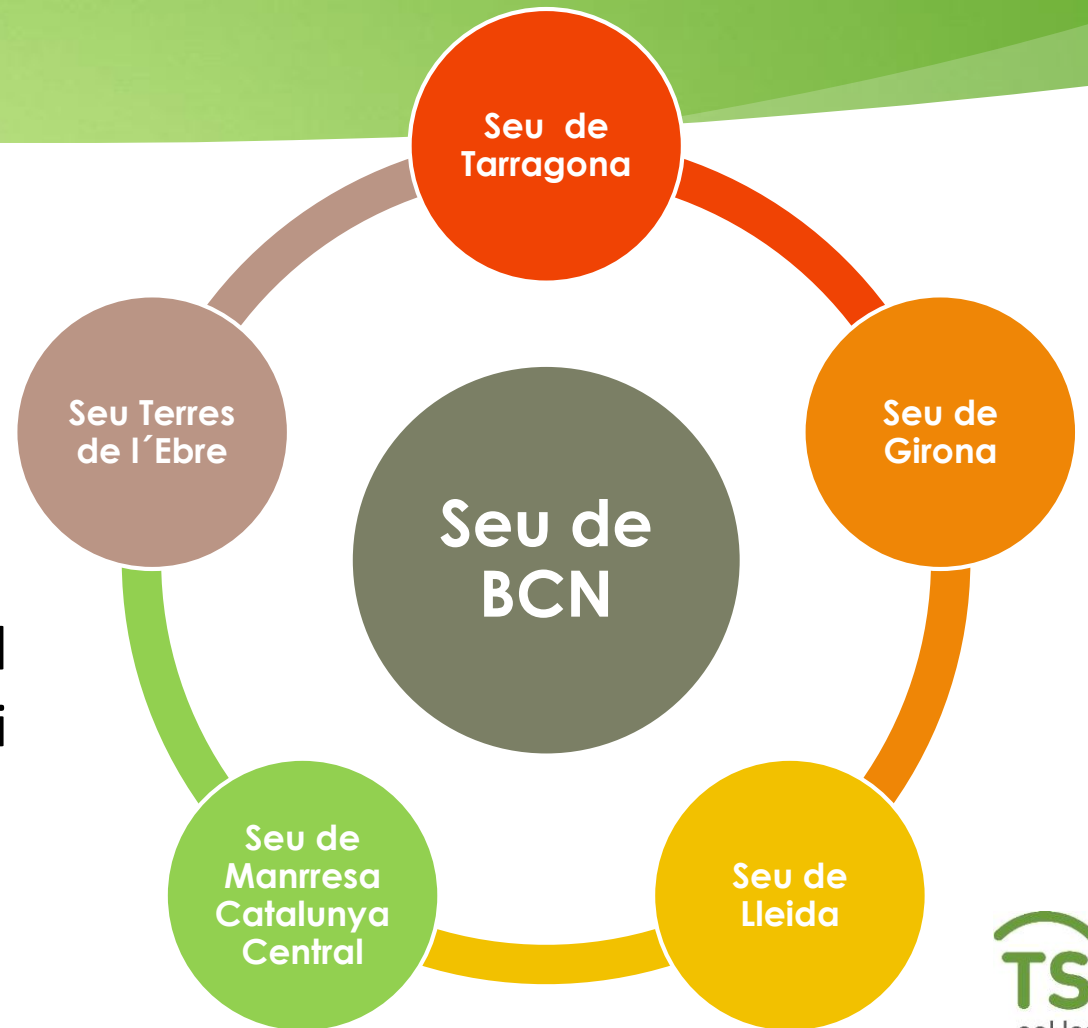 Seu de
Tarragona
Seu de
Girona
Seu de
Lleida
Seu de
Manrresa
Catalunya
Central
Seu Terres
de l´Ebre
Seu de
BCN
TS